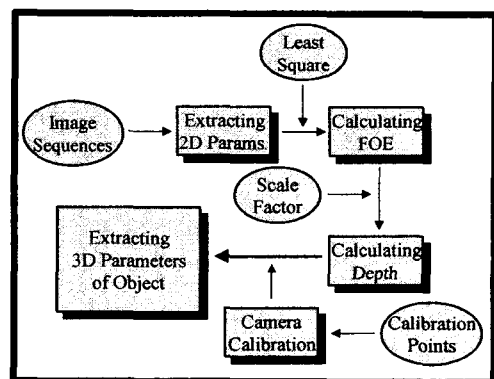 Least
Square
Image
Sequences
Extracting
2D Params.
Calculating
FOE
Scale
Factor
Extracting
3D Parameters
of Object
Calculating
Depth
Camera
Calibration
Calibration
Points